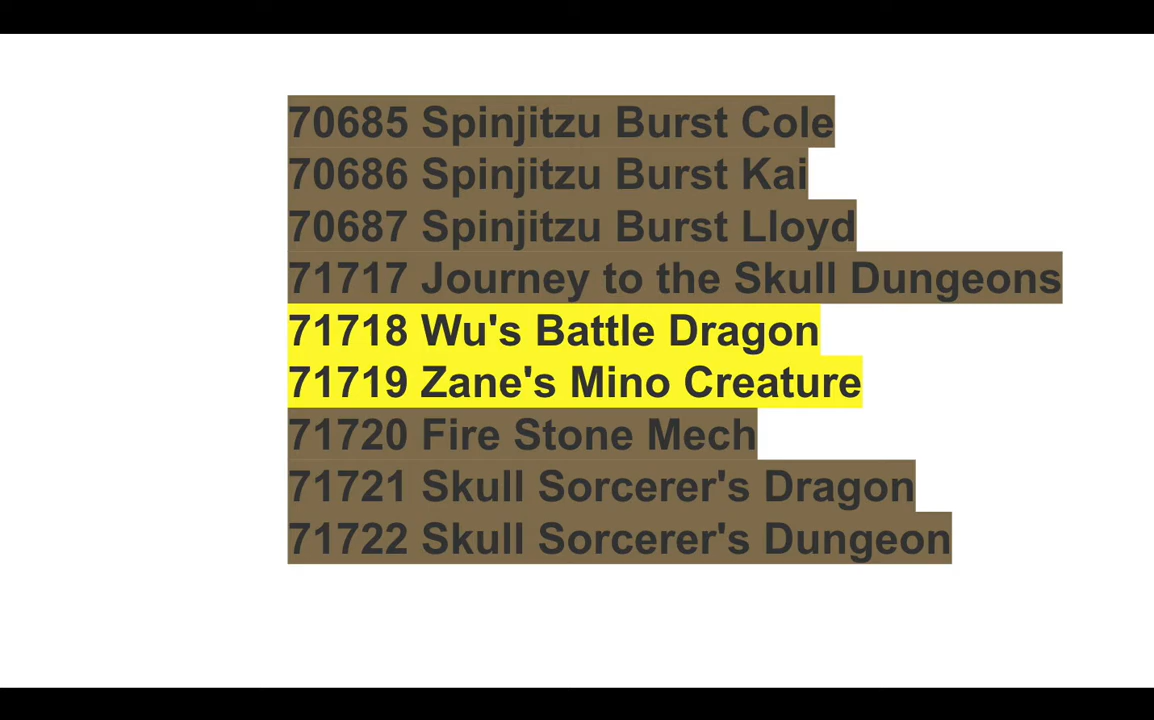 70685 Spinjitzu Burst Cole
70686 Spinjitzu Burst Kai
70687 Spinjitzu Burst Lloyd
71717 Journey to the Skull Dungeons
71718 Wu's Battle Dragon
71719 Zane's Mino Creature
71720 Fire Stone Mech
71721 Skull Sorcerer's Dragon
71722 Skull Sorcerer's Dungeon